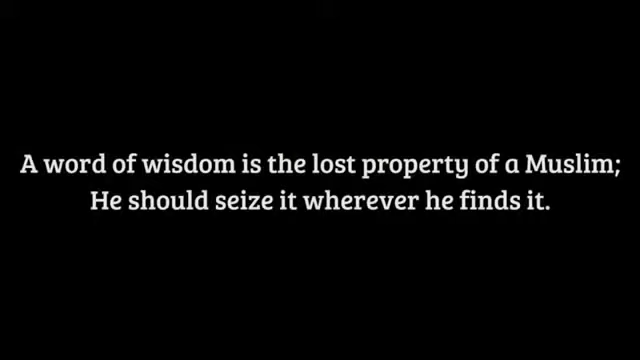 A word of wisdom is the lost property of a Muslim;
He should seize it wherever he finds it.